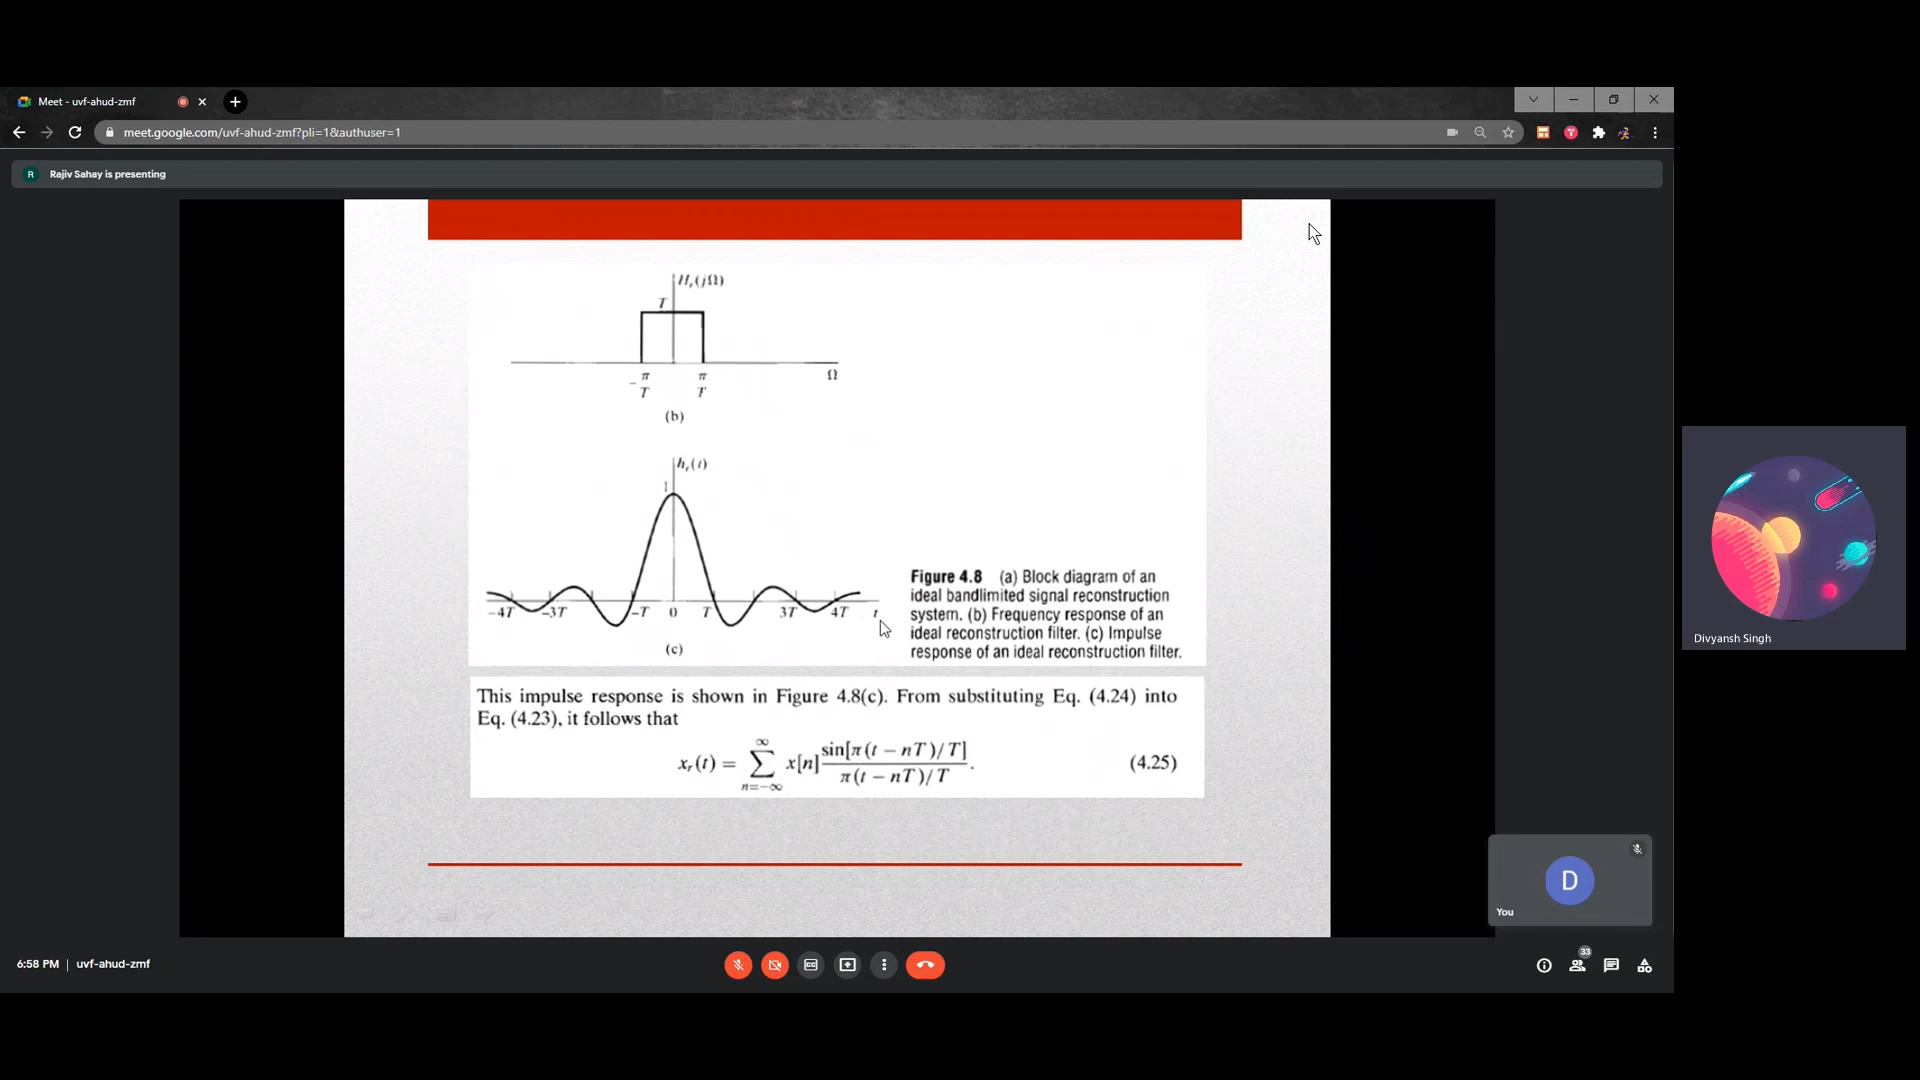 Meet - uvf-ahud-zmf
meet.google.com/uvf-ahud-zmf?pli=1&authuser=1
R Rajiv Sahay is presenting
H_r(jΩ)
T
-π/T π/T Ω
(b)
h_r(t)
1
-4T -3T -T 0 T 3T 4T t
(c)
Figure 4.8 (a) Block diagram of an
ideal bandlimited signal reconstruction
system. (b) Frequency response of an
ideal reconstruction filter. (c) Impulse
response of an ideal reconstruction filter.
This impulse response is shown in Figure 4.8(c). From substituting Eq. (4.24) into
Eq. (4.23), it follows that
x_r(t) = ∑_{n=-∞}^{∞} x[n] sin[π(t − nT)/T] / π(t − nT)/T. (4.25)
Divyansh Singh
D
You
6:58 PM | uvf-ahud-zmf
33